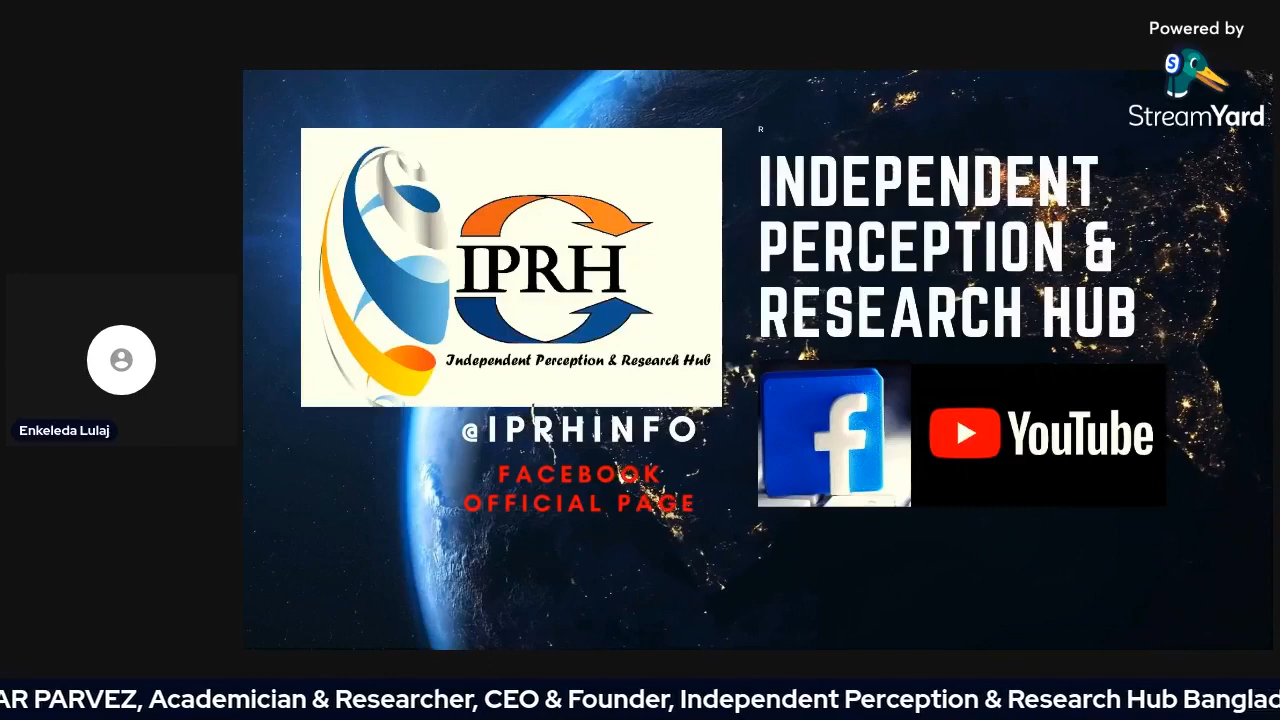 Powered by
StreamYard
R
INDEPENDENT
PERCEPTION &
RESEARCH HUB
IPRH
Independent Perception & Research Hub
@IPRHINFO
FACEBOOK
OFFICIAL PAGE
f
YouTube
Enkeleda Lulaj
AR PARVEZ, Academician & Researcher, CEO & Founder, Independent Perception & Research Hub Banglad